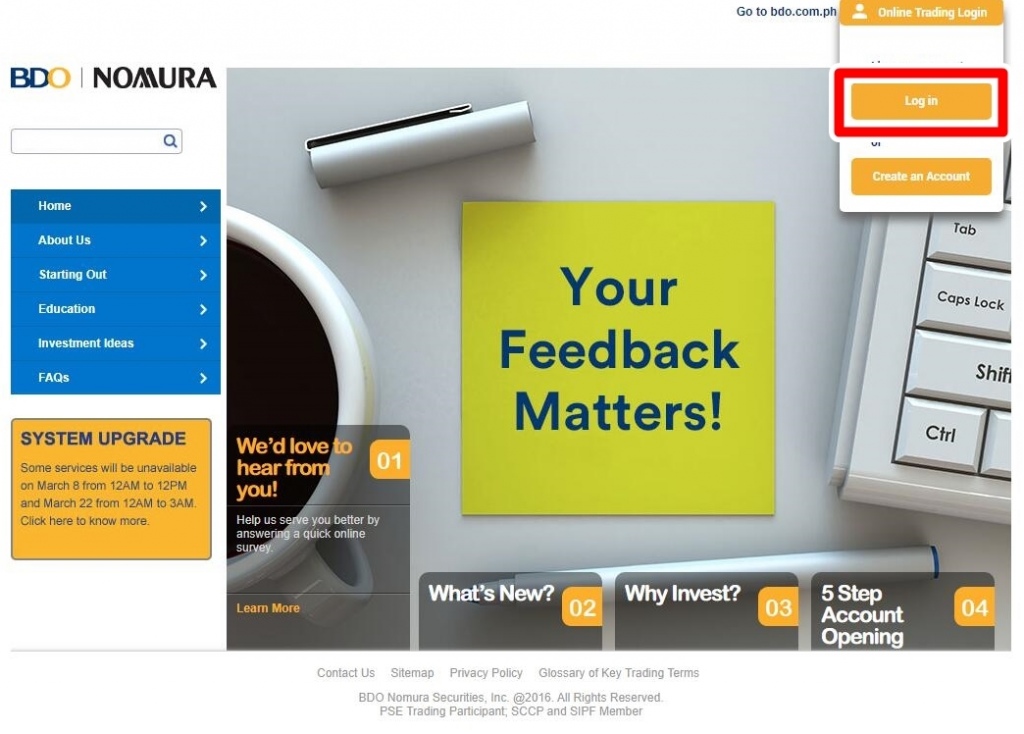 Go to bdo.com.ph
Online Trading Login
BDO | NOMURA
Log in
or
Create an Account
Home
About Us
Starting Out
Education
Investment Ideas
FAQs
SYSTEM UPGRADE
Some services will be unavailable
on March 8 from 12AM to 12PM
and March 22 from 12AM to 3AM.
Click here to know more.
Your
Feedback
Matters!
Tab
Caps Lock
Shift
Ctrl
We'd love to
hear from
you!
01
Help us serve you better by
answering a quick online
survey.
Learn More
What's New?
02
Why Invest?
03
5 Step
Account
Opening
04
Contact Us Sitemap Privacy Policy Glossary of Key Trading Terms
BDO Nomura Securities, Inc. @2016. All Rights Reserved.
PSE Trading Participant; SCCP and SIPF Member